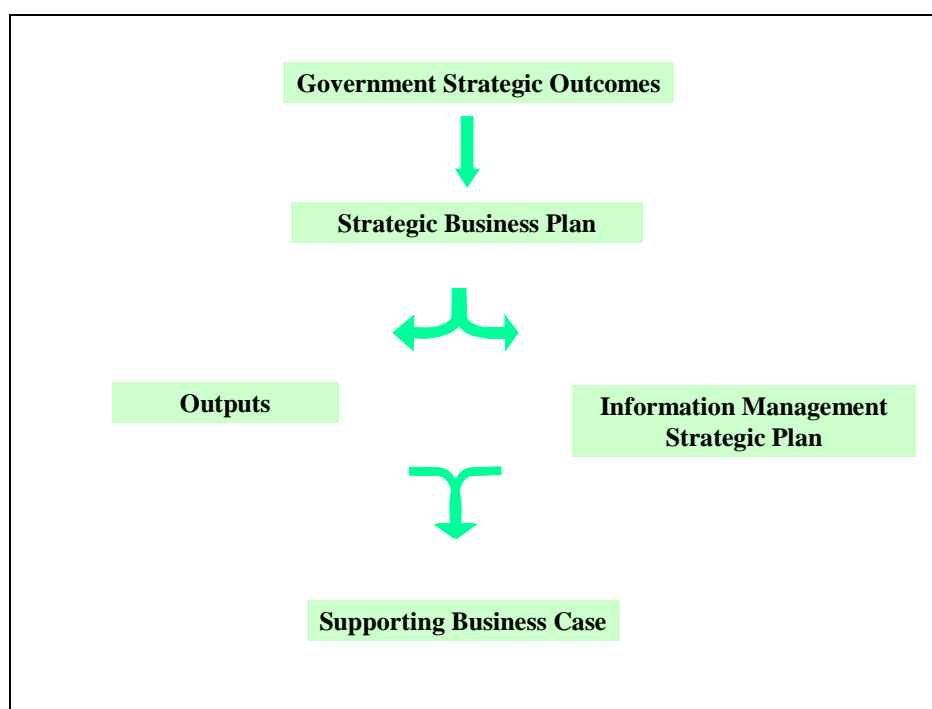 Government Strategic Outcomes
Strategic Business Plan
Outputs
Information Management
Strategic Plan
Supporting Business Case